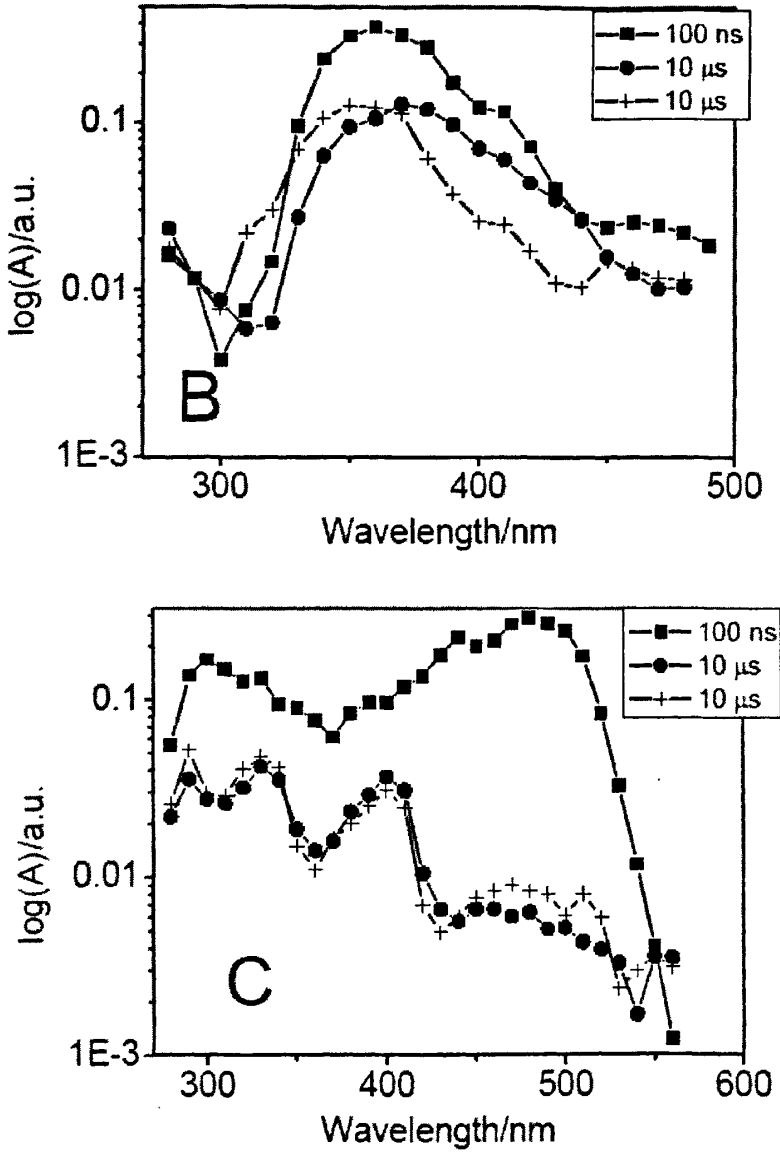 100 ns
10 μs
10 μs
log(A)/a.u.
0.1
0.01
1E-3
B
300
400
500
Wavelength/nm
100 ns
10 μs
10 μs
log(A)/a.u.
0.1
0.01
1E-3
C
300
400
500
600
Wavelength/nm